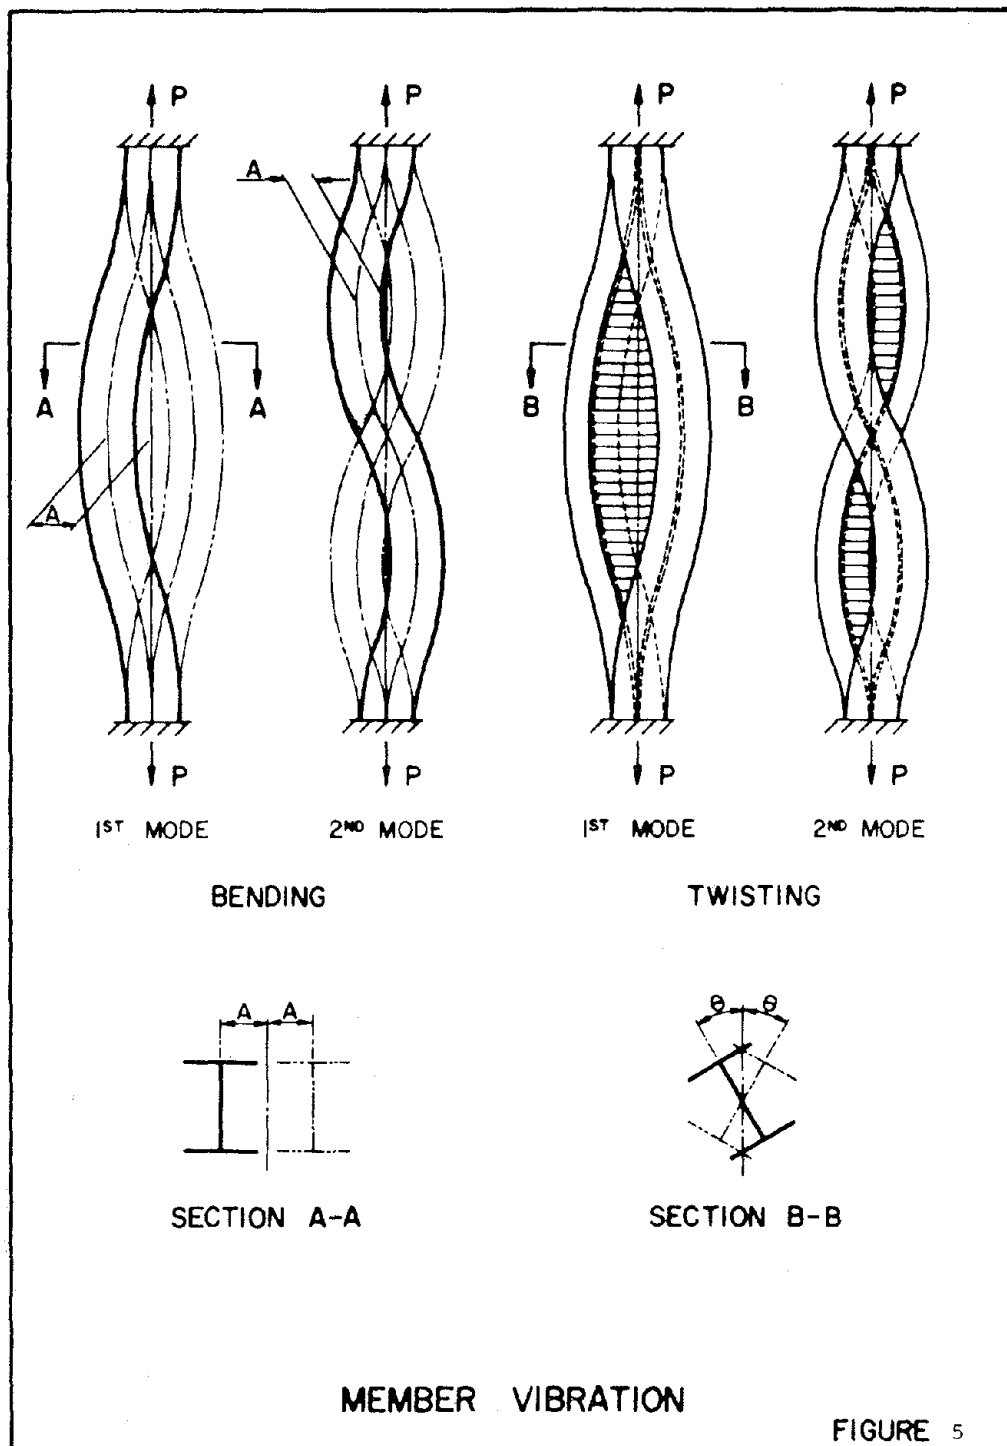 P P P P
A
A A B B
A
P P P P
1ST MODE 2ND MODE 1ST MODE 2ND MODE
BENDING TWISTING
A A θ θ
SECTION A-A SECTION B-B
MEMBER VIBRATION
FIGURE 5